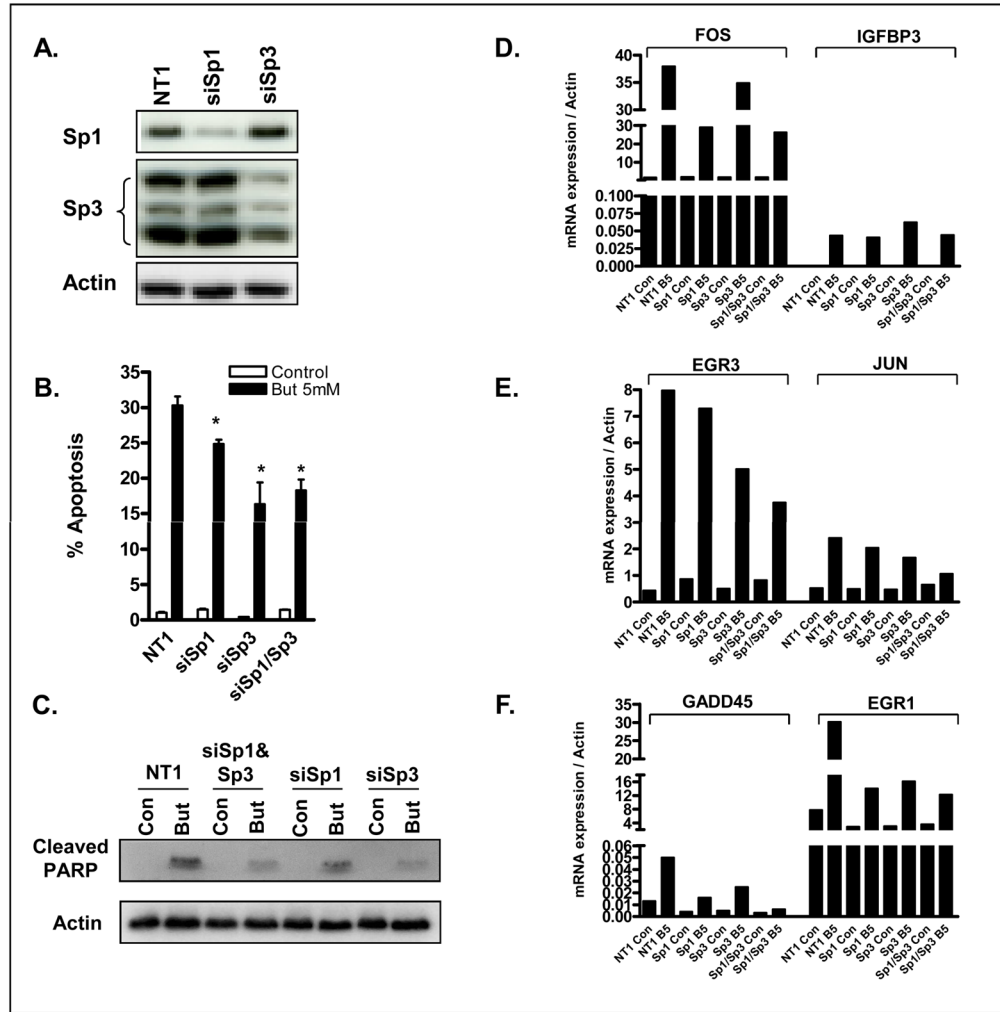 A.
NT1
siSp1
siSp3
Sp1
Sp3
Actin
B.
% Apoptosis
35
30
25
20
15
10
5
0
Control
But 5mM
*
*
*
NT1
siSp1
siSp3
siSp1/Sp3
C.
NT1
siSp1&
Sp3
siSp1
siSp3
Con
But
Con
But
Con
But
Con
But
Cleaved
PARP
Actin
D.
FOS
IGFBP3
mRNA expression / Actin
40
35
30
30
20
10
0.100
0.075
0.050
0.025
0.000
NT1 Con
NT1 B5
Sp1 Con
Sp1 B5
Sp3 Con
Sp3 B5
Sp1/Sp3 Con
Sp1/Sp3 B5
NT1 Con
NT1 B5
Sp1 Con
Sp1 B5
Sp3 Con
Sp3 B5
Sp1/Sp3 Con
Sp1/Sp3 B5
E.
EGR3
JUN
mRNA expression / Actin
8
7
6
5
4
3
2
1
0
NT1 Con
NT1 B5
Sp1 Con
Sp1 B5
Sp3 Con
Sp3 B5
Sp1/Sp3 Con
Sp1/Sp3 B5
NT1 Con
NT1 B5
Sp1 Con
Sp1 B5
Sp3 Con
Sp3 B5
Sp1/Sp3 Con
Sp1/Sp3 B5
F.
GADD45
EGR1
mRNA expression / Actin
35
30
25
20
16
12
8
4
0.06
0.05
0.04
0.03
0.02
0.01
0.00
NT1 Con
NT1 B5
Sp1 Con
Sp1 B5
Sp3 Con
Sp3 B5
Sp1/Sp3 Con
Sp1/Sp3 B5
NT1 Con
NT1 B5
Sp1 Con
Sp1 B5
Sp3 Con
Sp3 B5
Sp1/Sp3 Con
Sp1/Sp3 B5